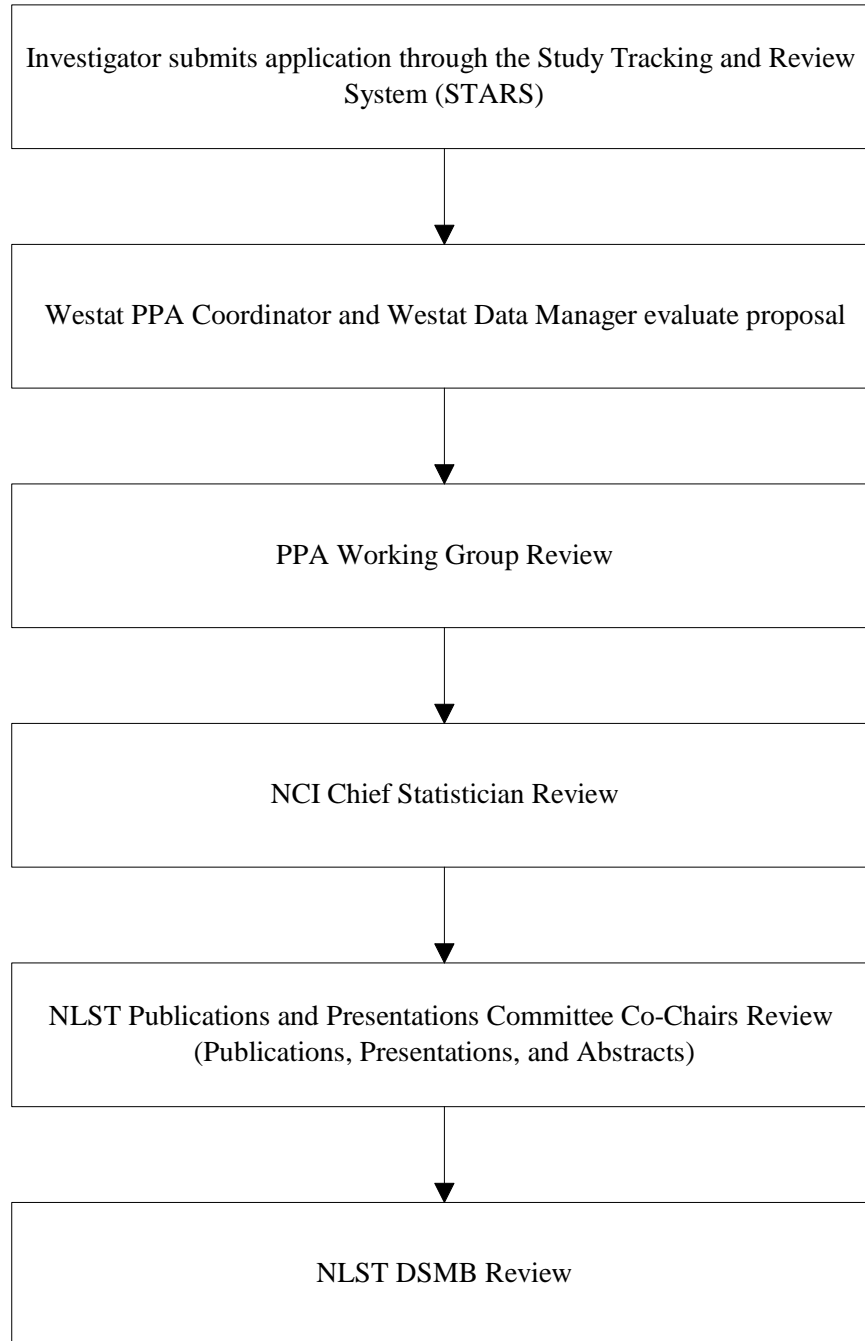 Investigator submits application through the Study Tracking and Review
System (STARS)
Westat PPA Coordinator and Westat Data Manager evaluate proposal
PPA Working Group Review
NCI Chief Statistician Review
NLST Publications and Presentations Committee Co-Chairs Review
(Publications, Presentations, and Abstracts)
NLST DSMB Review